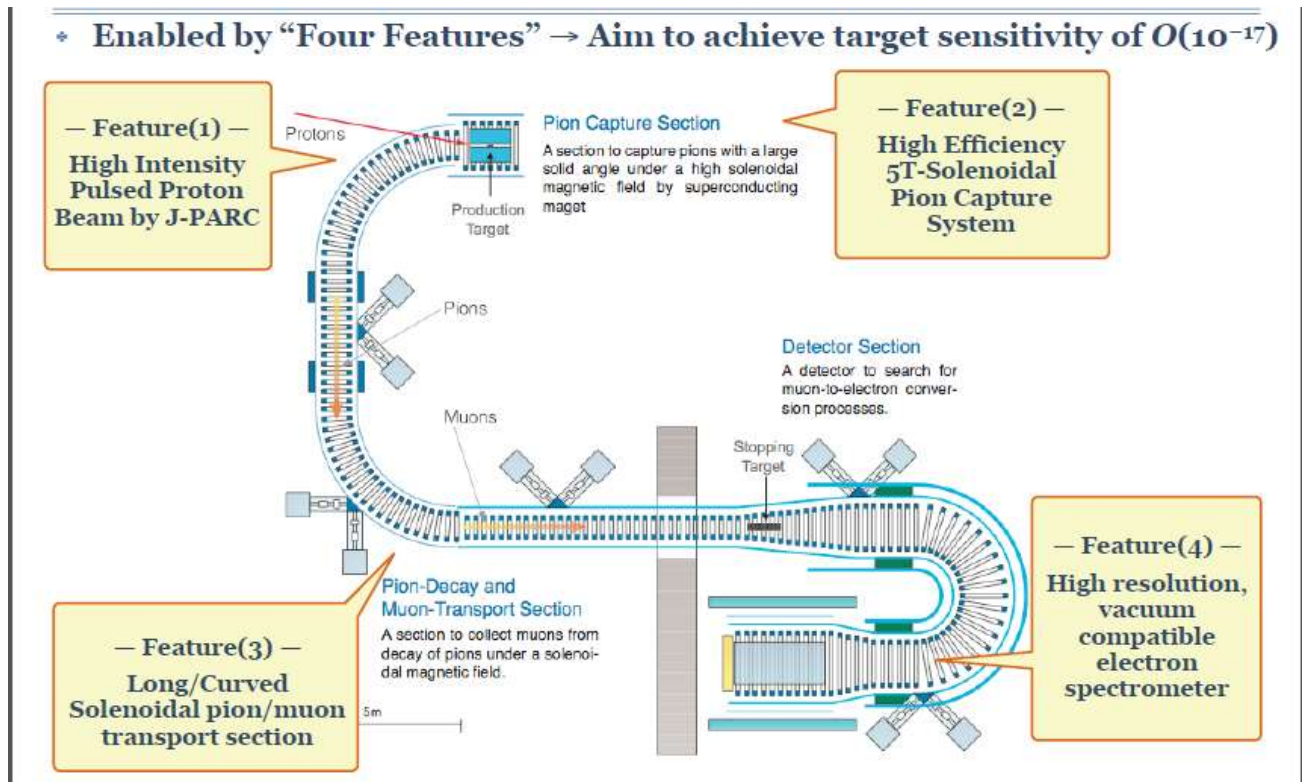 Enabled by “Four Features” → Aim to achieve target sensitivity of O(10⁻¹⁷)
— Feature(1) —
High Intensity
Pulsed Proton
Beam by J-PARC
Protons
Production
Target
Pion Capture Section
A section to capture pions with a large
solid angle under a high solenoidal
magnetic field by superconducting
maget
— Feature(2) —
High Efficiency
5T-Solenoidal
Pion Capture
System
Pions
Muons
Detector Section
A detector to search for
muon-to-electron conver-
sion processes.
Stopping
Target
— Feature(3) —
Long/Curved
Solenoidal pion/muon
transport section
Pion-Decay and
Muon-Transport Section
A section to collect muons from
decay of pions under a solenoi-
dal magnetic field.
5m
— Feature(4) —
High resolution,
vacuum
compatible
electron
spectrometer